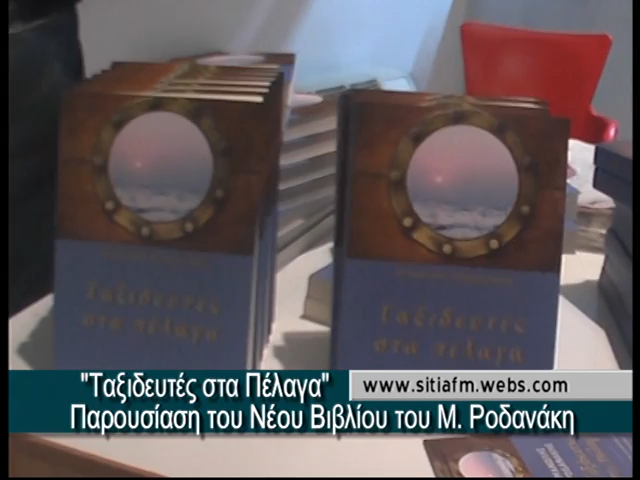 Ταξιδευτές
στα πέλαγα
Ταξιδευτές
στα πέλαγα
"Ταξιδευτές στα Πέλαγα"
www.sitiafm.webs.com
Παρουσίαση του Νέου Βιβλίου του Μ. Ροδανάκη